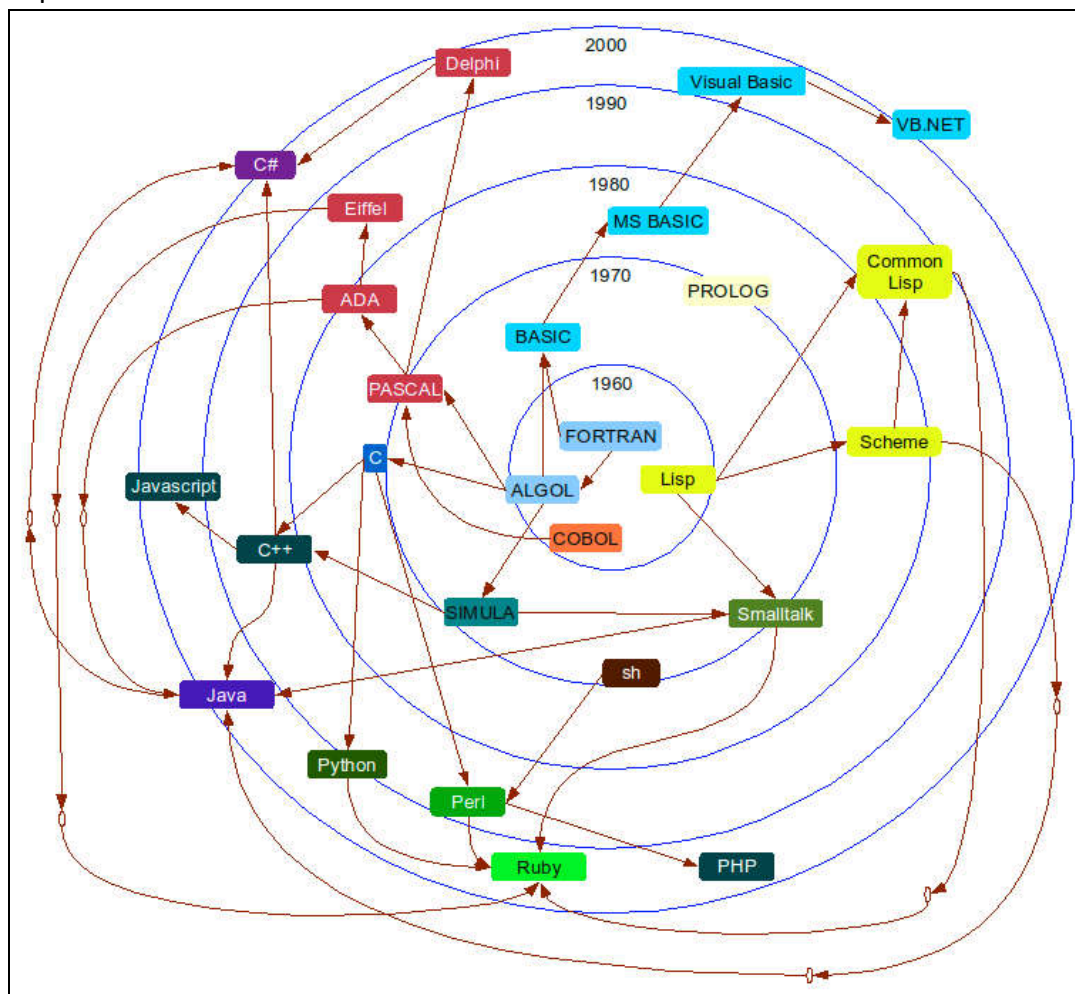 2000
Delphi
Visual Basic
1990
VB.NET
C#
1980
Eiffel
MS BASIC
Common
Lisp
1970
PROLOG
ADA
BASIC
1960
PASCAL
FORTRAN
Scheme
C
Lisp
Javascript
ALGOL
COBOL
C++
SIMULA
Smalltalk
sh
Java
Python
Perl
Ruby
PHP